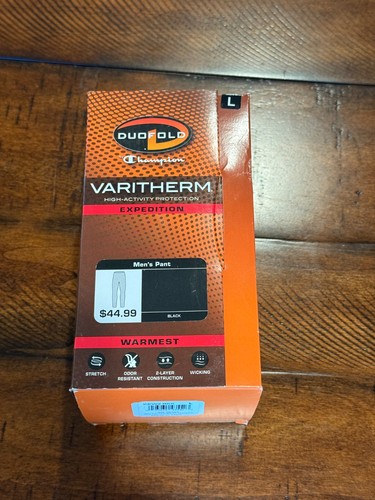 L
DUOFOLD
Champion
VARITHERM
HIGH-ACTIVITY PROTECTION
EXPEDITION
Men's Pant
$44.99
BLACK
WARMEST
STRETCH
ODOR RESISTANT
2-LAYER CONSTRUCTION
WICKING